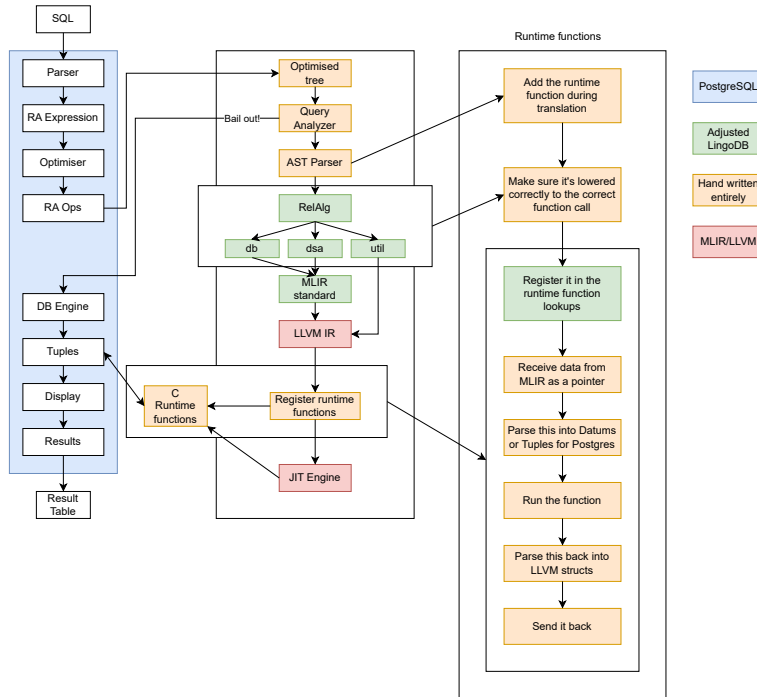 SQL
Parser
RA Expression
Optimiser
RA Ops
DB Engine
Tuples
Display
Results
Result
Table
Optimised
tree
Bail out!
Query
Analyzer
AST Parser
RelAlg
db
dsa
util
MLIR
standard
LLVM IR
C
Runtime
functions
Register runtime
functions
JIT Engine
Runtime functions
Add the runtime
function during
translation
Make sure it's lowered
correctly to the correct
function call
Register it in the
runtime function
lookups
Receive data from
MLIR as a pointer
Parse this into Datums
or Tuples for Postgres
Run the function
Parse this back into
LLVM structs
Send it back
PostgreSQL
Adjusted
LingoDB
Hand written
entirely
MLIR/LLVM